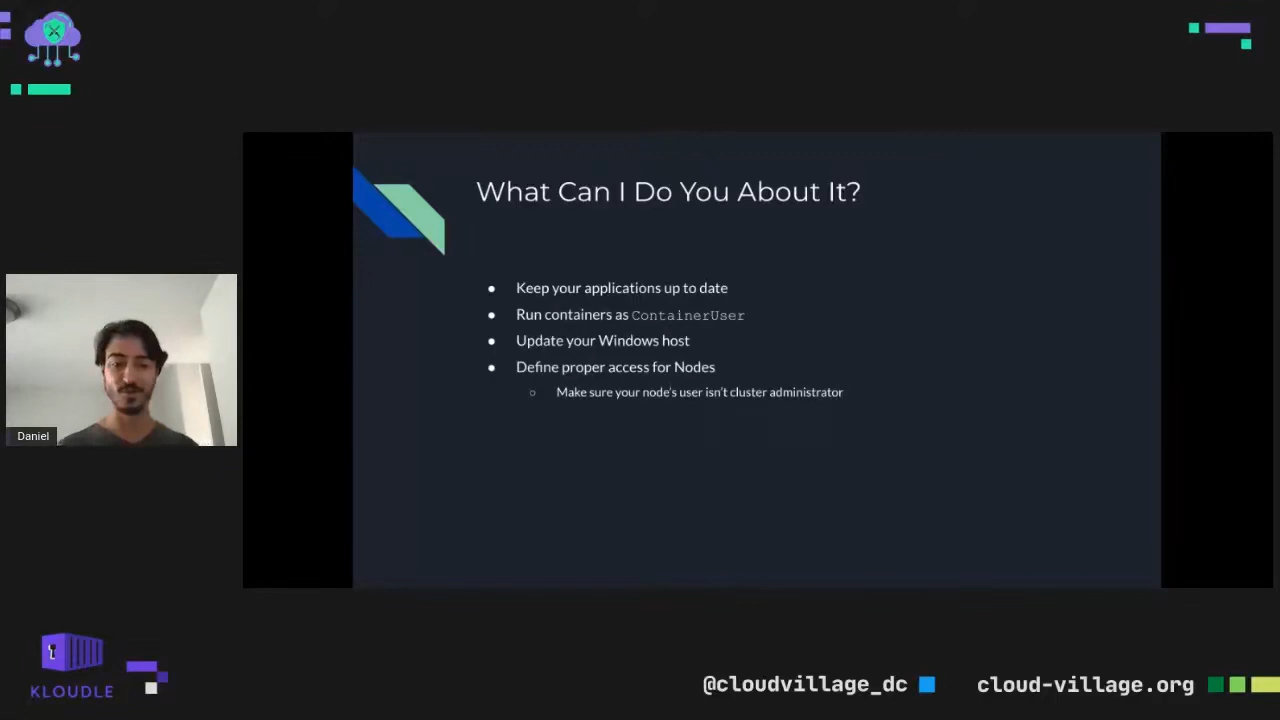 What Can I Do You About It?
Keep your applications up to date
Run containers as ContainerUser
Update your Windows host
Define proper access for Nodes
Make sure your node's user isn't cluster administrator
Daniel
KLOUDLE
@cloudvillage_dc
cloud-village.org